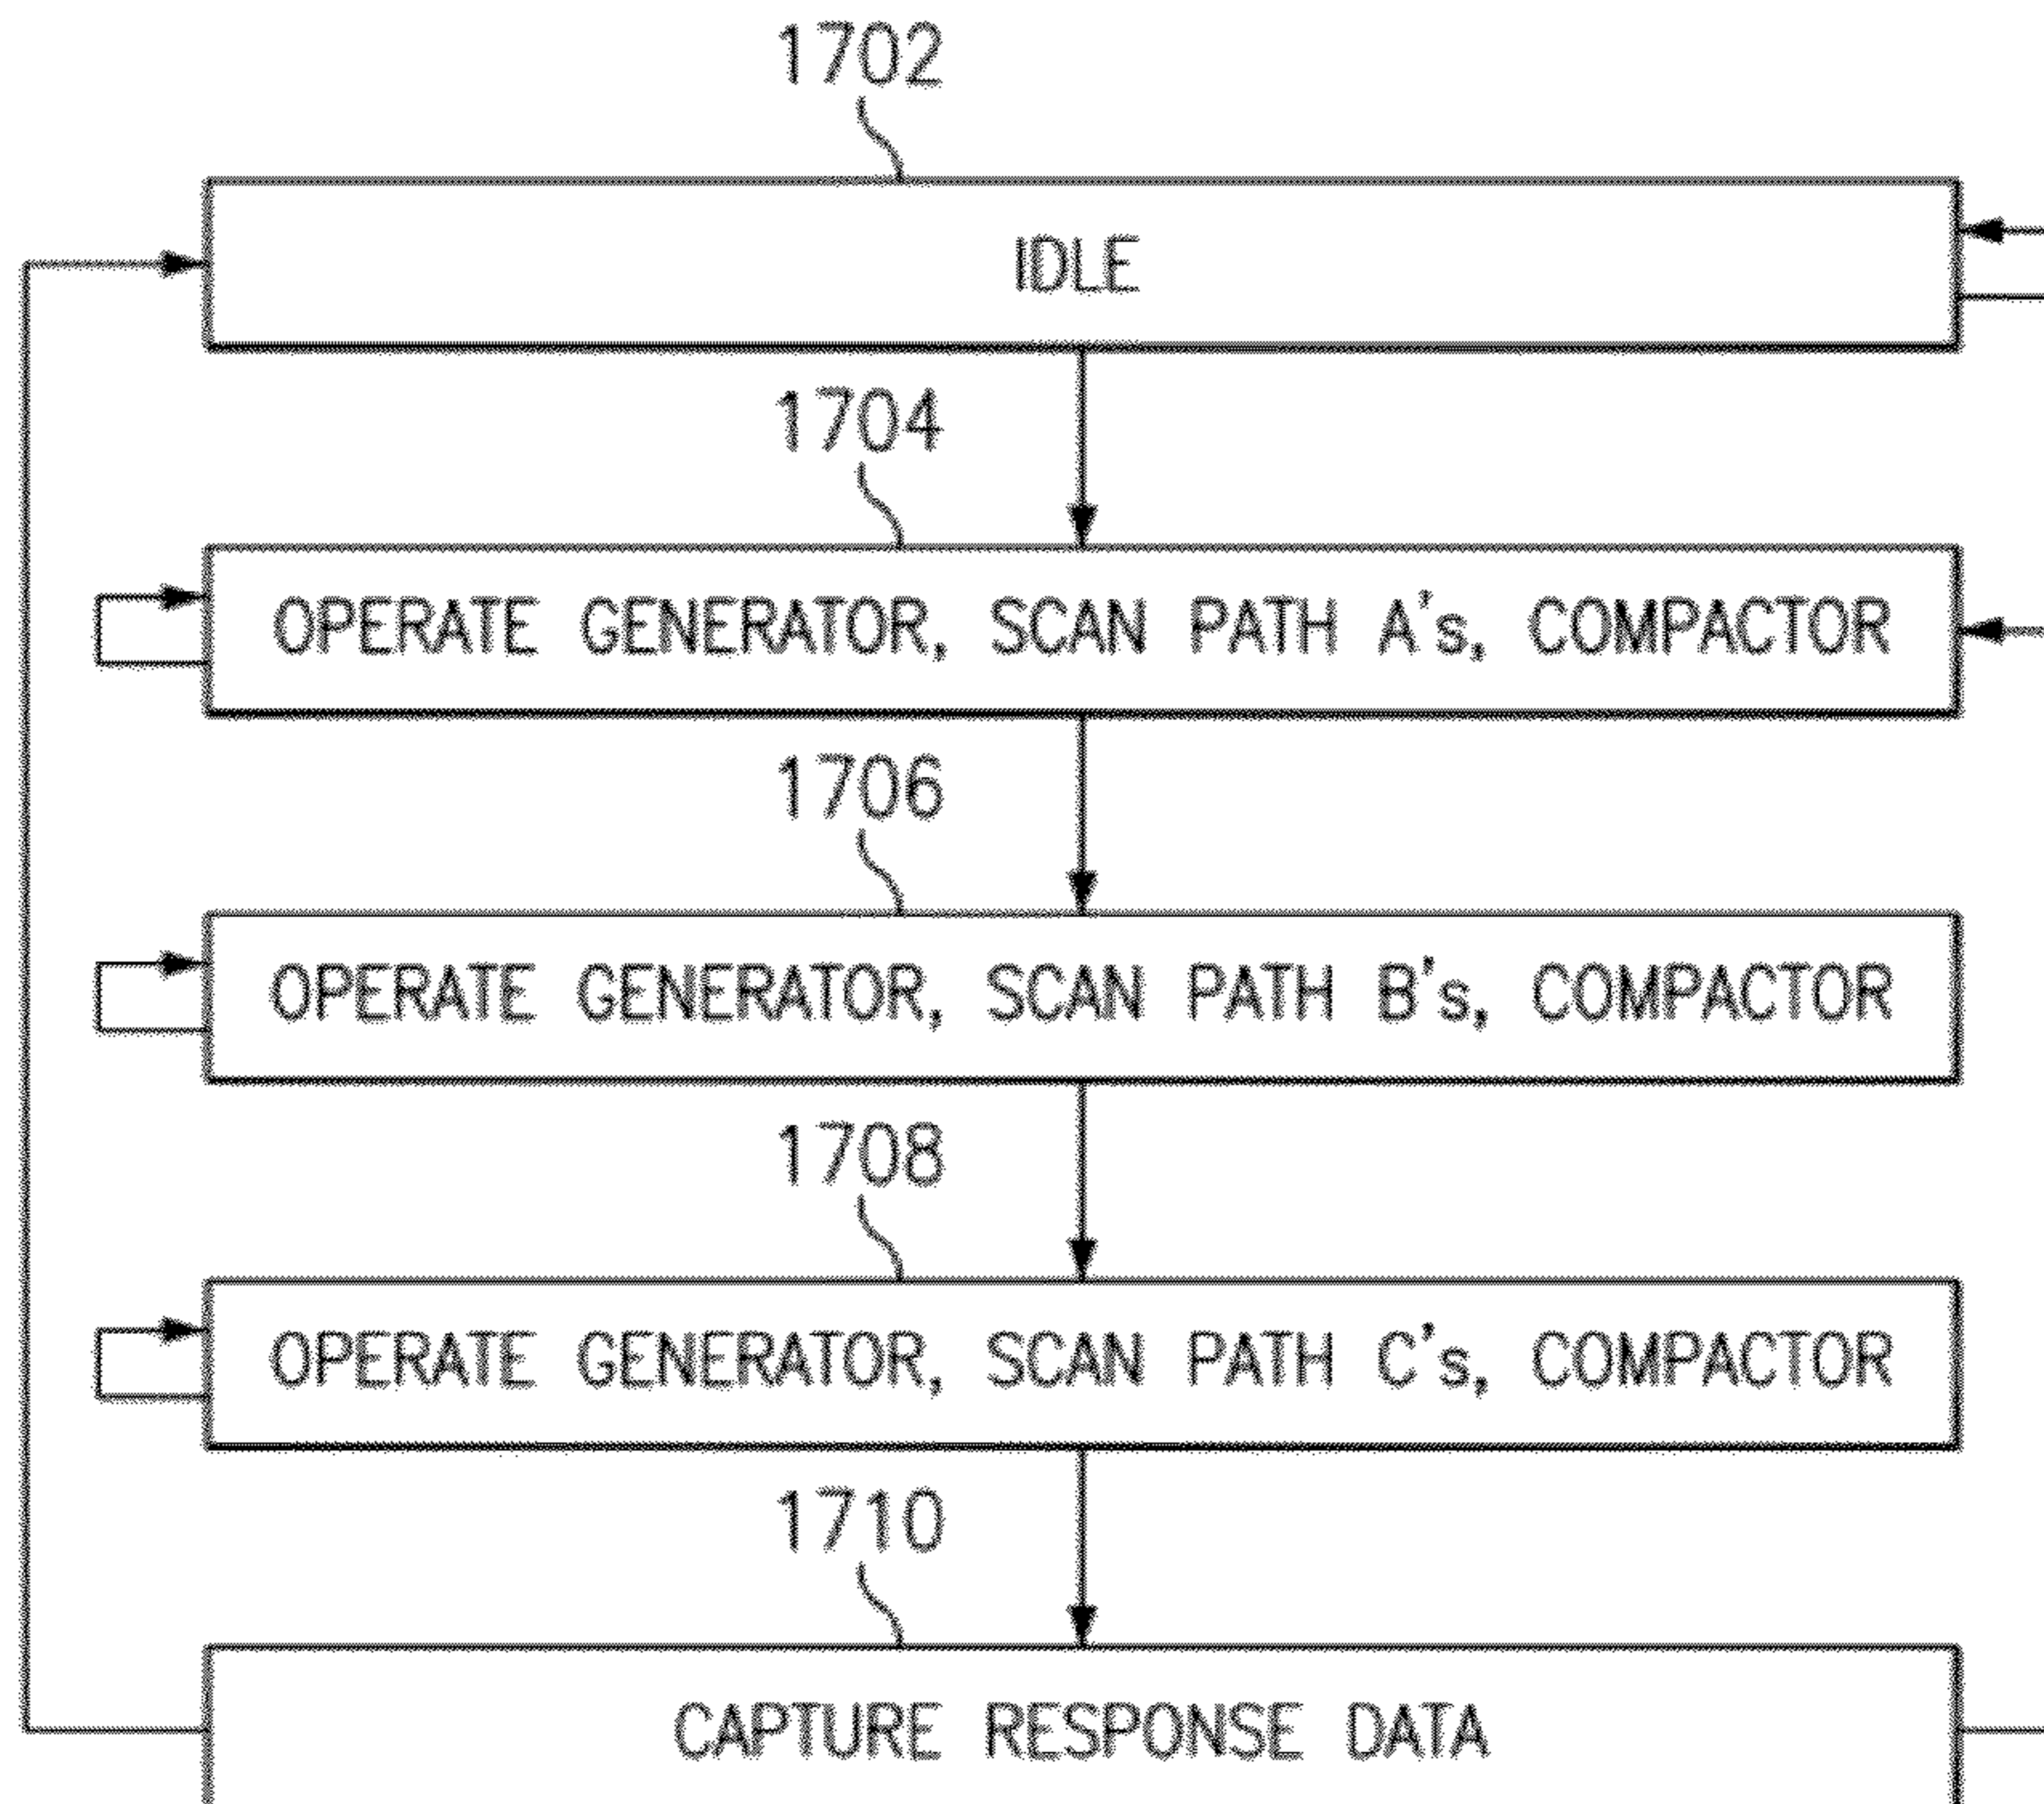 1702
IDLE
1704
OPERATE GENERATOR, SCAN PATH A's, COMPACTOR
1706
OPERATE GENERATOR, SCAN PATH B's, COMPACTOR
1708
OPERATE GENERATOR, SCAN PATH C's, COMPACTOR
1710
CAPTURE RESPONSE DATA